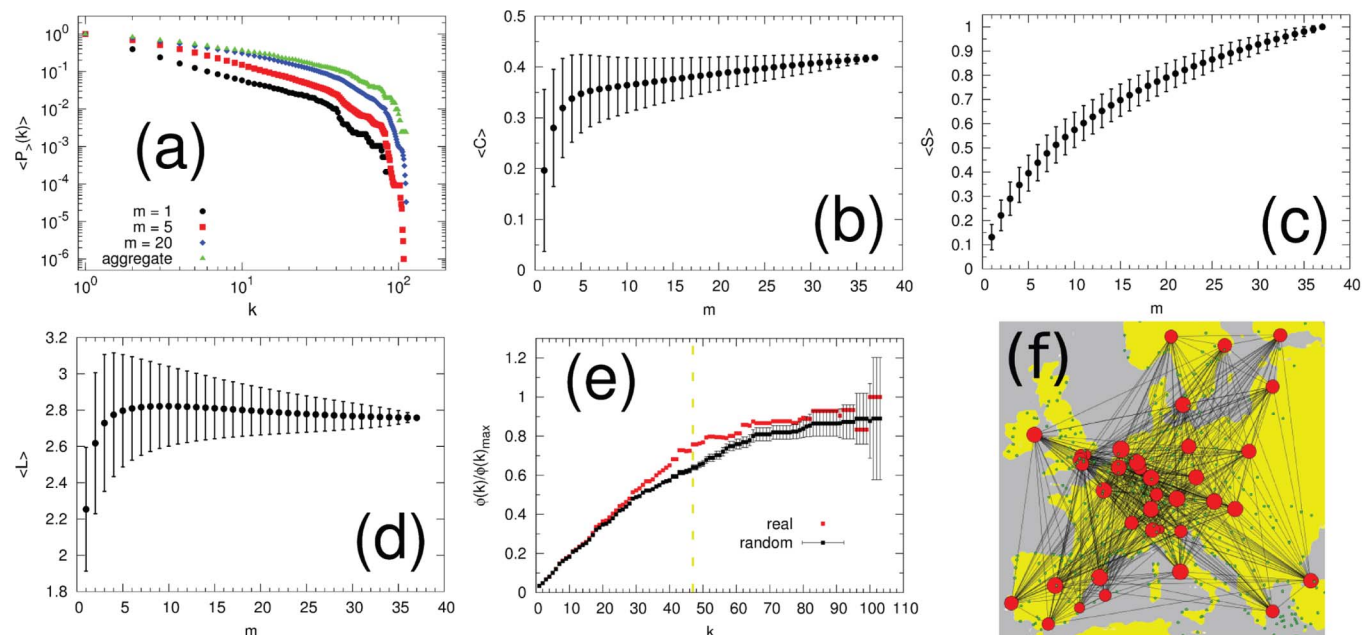 (a)
<P>(k)>
10^0
10^-1
10^-2
10^-3
10^-4
10^-5
10^-6
m = 1
m = 5
m = 20
aggregate
10^0 10^1 10^2
k
(b)
<C>
0.5
0.4
0.3
0.2
0.1
0
0 5 10 15 20 25 30 35 40
m
(c)
<S>
1
0.9
0.8
0.7
0.6
0.5
0.4
0.3
0.2
0.1
0
0 5 10 15 20 25 30 35 40
m
(d)
<L>
3.2
3
2.8
2.6
2.4
2.2
2
1.8
0 5 10 15 20 25 30 35 40
m
(e)
ϕ(k)/ϕ(k)max
1.2
1
0.8
0.6
0.4
0.2
0
real
random
0 10 20 30 40 50 60 70 80 90 100 110
k
(f)